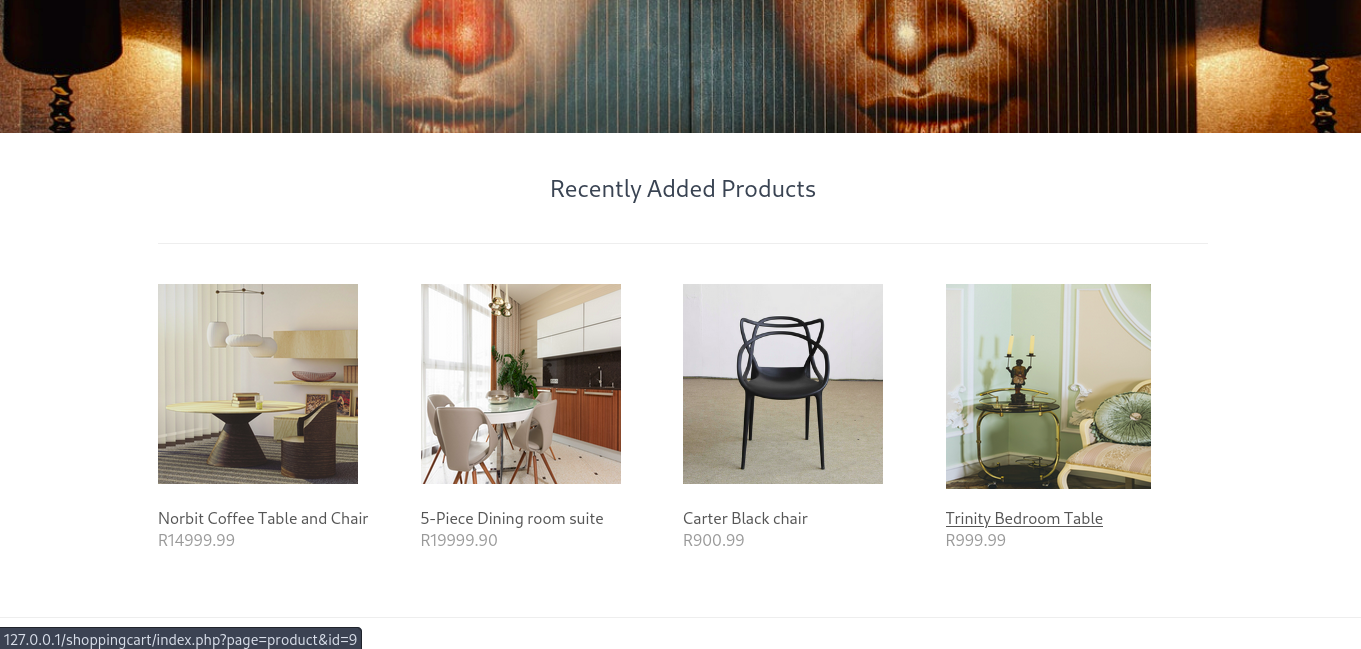 Recently Added Products
Norbit Coffee Table and Chair
R14999.99
5-Piece Dining room suite
R19999.90
Carter Black chair
R900.99
Trinity Bedroom Table
R999.99
127.0.0.1/shoppingcart/index.php?page=product&id=9